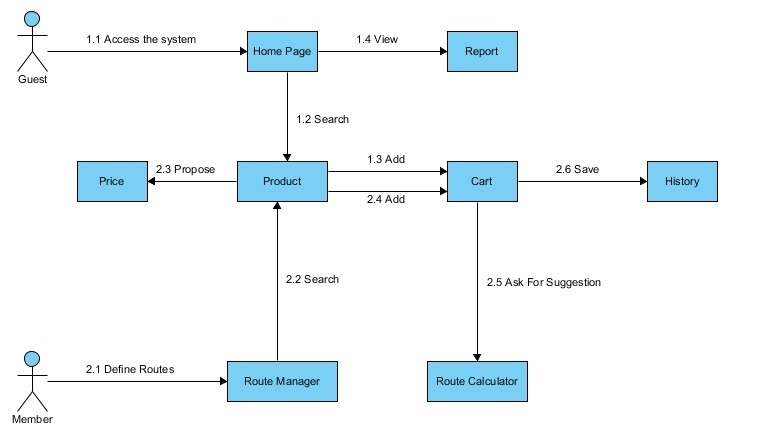 1.1 Access the system
Home Page
1.4 View
Report
Guest
1.2 Search
Price
2.3 Propose
Product
1.3 Add
2.4 Add
Cart
2.6 Save
History
2.2 Search
2.5 Ask For Suggestion
2.1 Define Routes
Route Manager
Route Calculator
Member